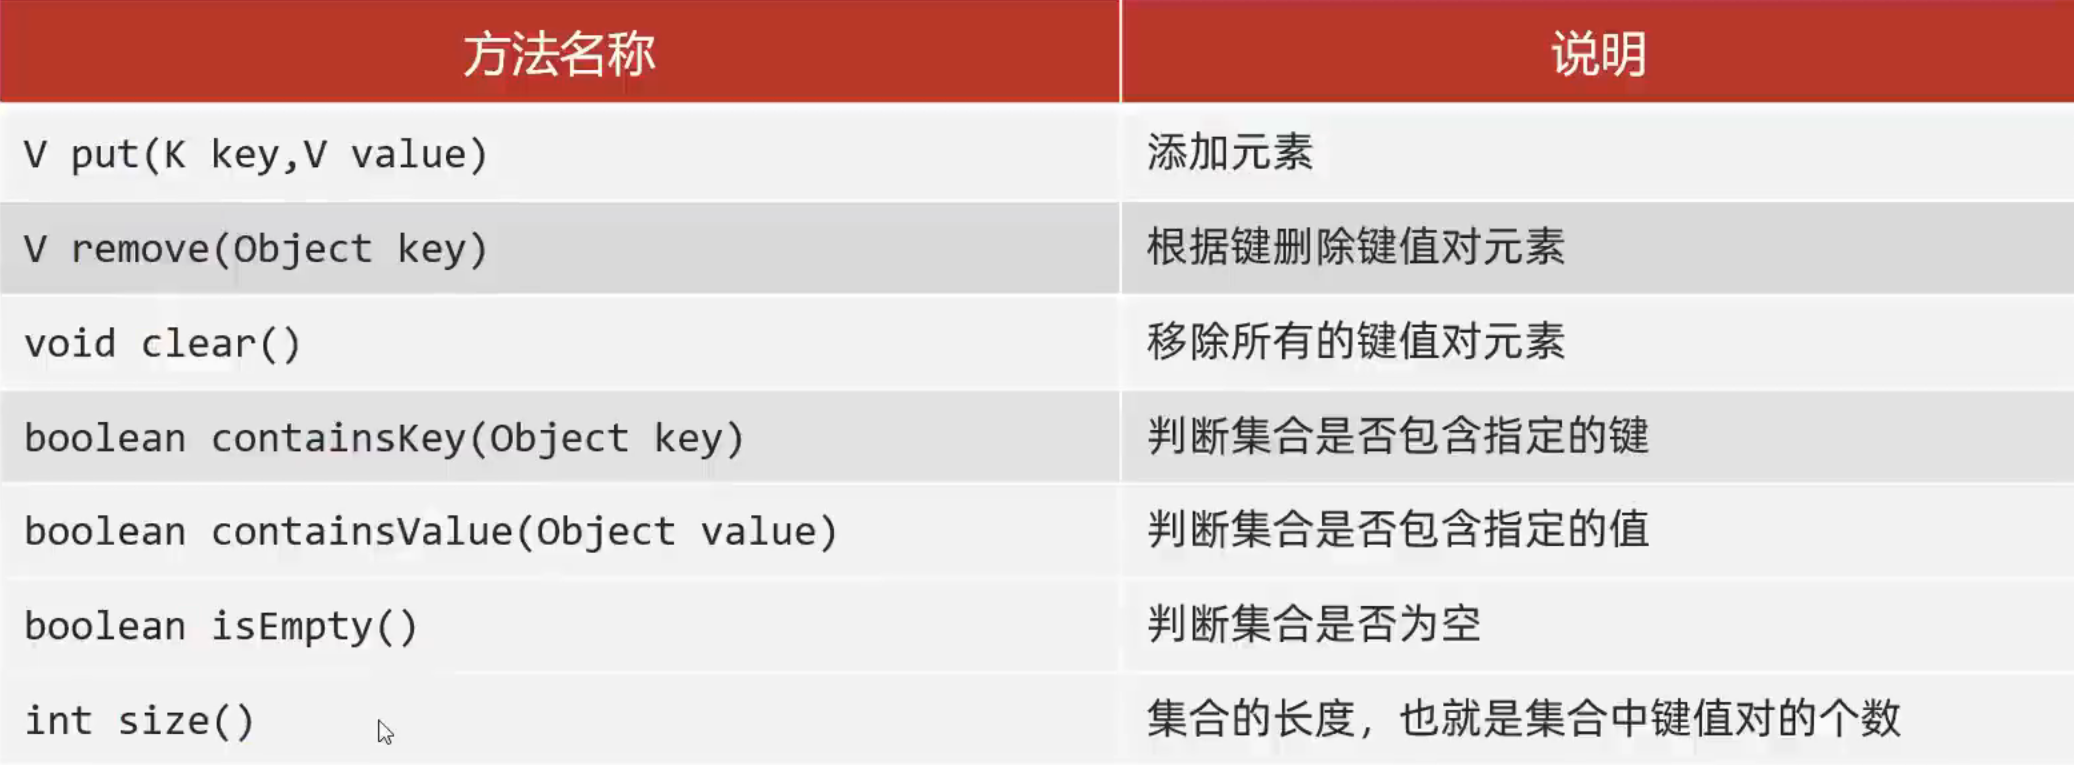 方法名称 说明
V put(K key,V value) 添加元素
V remove(Object key) 根据键删除键值对元素
void clear() 移除所有的键值对元素
boolean containsKey(Object key) 判断集合是否包含指定的键
boolean containsValue(Object value) 判断集合是否包含指定的值
boolean isEmpty() 判断集合是否为空
int size() 集合的长度，也就是集合中键值对的个数